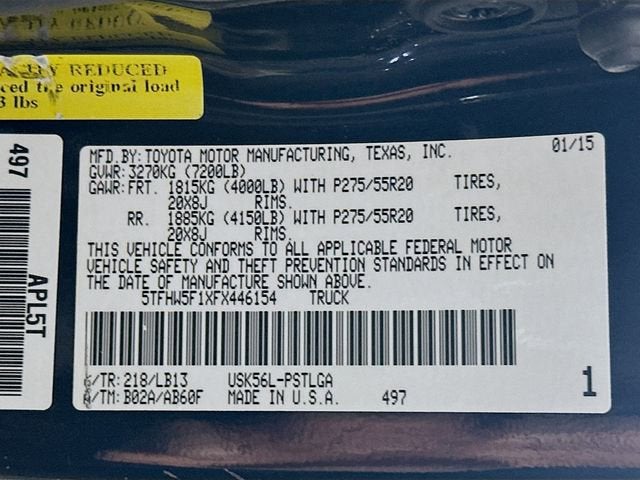 REDUCED
ced the original load
3 lbs
497
APL5T
MFD.BY:TOYOTA MOTOR MANUFACTURING, TEXAS, INC. 01/15
GVWR:3270KG (7200LB)
GAWR:FRT. 1815KG (4000LB) WITH P275/55R20 TIRES,
20X8J RIMS.
RR. 1885KG (4150LB) WITH P275/55R20 TIRES,
20X8J RIMS.
THIS VEHICLE CONFORMS TO ALL APPLICABLE FEDERAL MOTOR
VEHICLE SAFETY AND THEFT PREVENTION STANDARDS IN EFFECT ON
THE DATE OF MANUFACTURE SHOWN ABOVE.
5TFHW5F1XFX446154 TRUCK
C/TR:218/LB13 USK56L-PSTLGA
A/TM:B02A/AB60F MADE IN U.S.A. 497 1